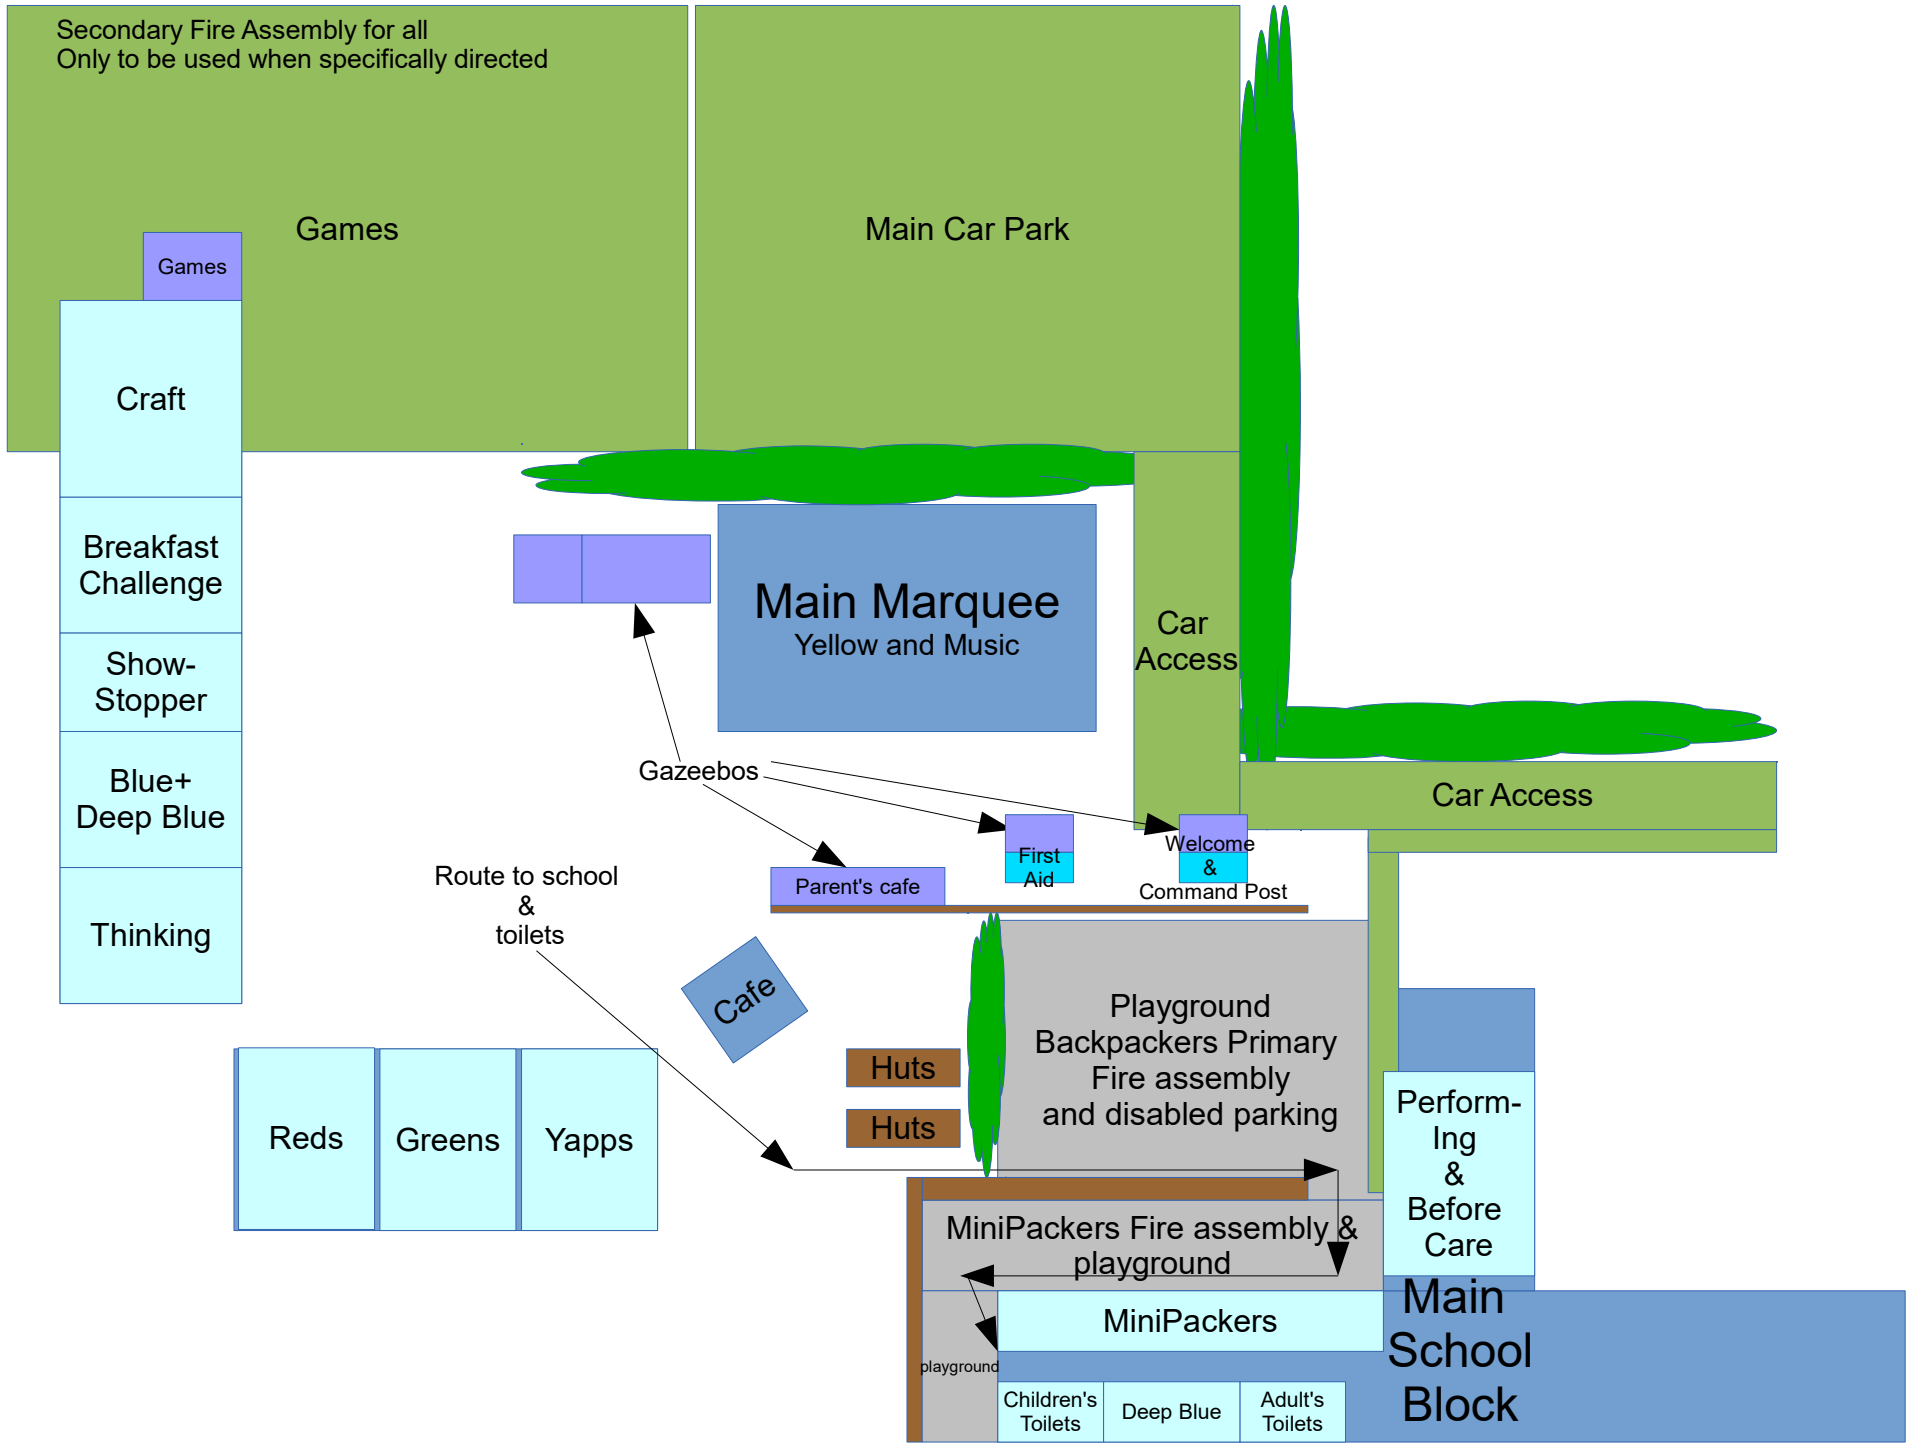 Secondary Fire Assembly for all
Only to be used when specifically directed
Games
Main Car Park
Games
Craft
Breakfast
Challenge
Show-
Stopper
Blue+
Deep Blue
Thinking
Main Marquee
Yellow and Music
Car
Access
Car Access
Gazeebos
Welcome
&
Command Post
First
Aid
Parent's cafe
Route to school
&
toilets
Cafe
Huts
Huts
Playground
Backpackers Primary
Fire assembly
and disabled parking
Perform-
Ing
&
Before
Care
Reds
Greens
Yapps
MiniPackers Fire assembly &
playground
MiniPackers
Main
School
Block
playground
Children's
Toilets
Deep Blue
Adult's
Toilets